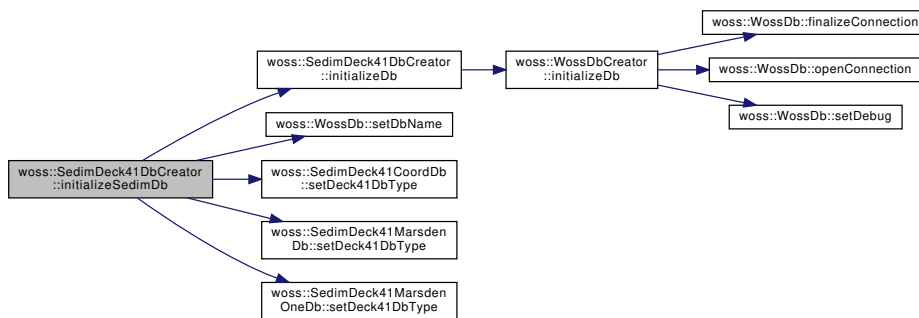 woss::SedimDeck41DbCreator
::initializeSedimDb
woss::SedimDeck41DbCreator
::initializeDb
woss::WossDb::setDbName
woss::SedimDeck41CoordDb
::setDeck41DbType
woss::SedimDeck41Marsden
Db::setDeck41DbType
woss::SedimDeck41Marsden
OneDb::setDeck41DbType
woss::WossDbCreator
::initializeDb
woss::WossDb::finalizeConnection
woss::WossDb::openConnection
woss::WossDb::setDebug